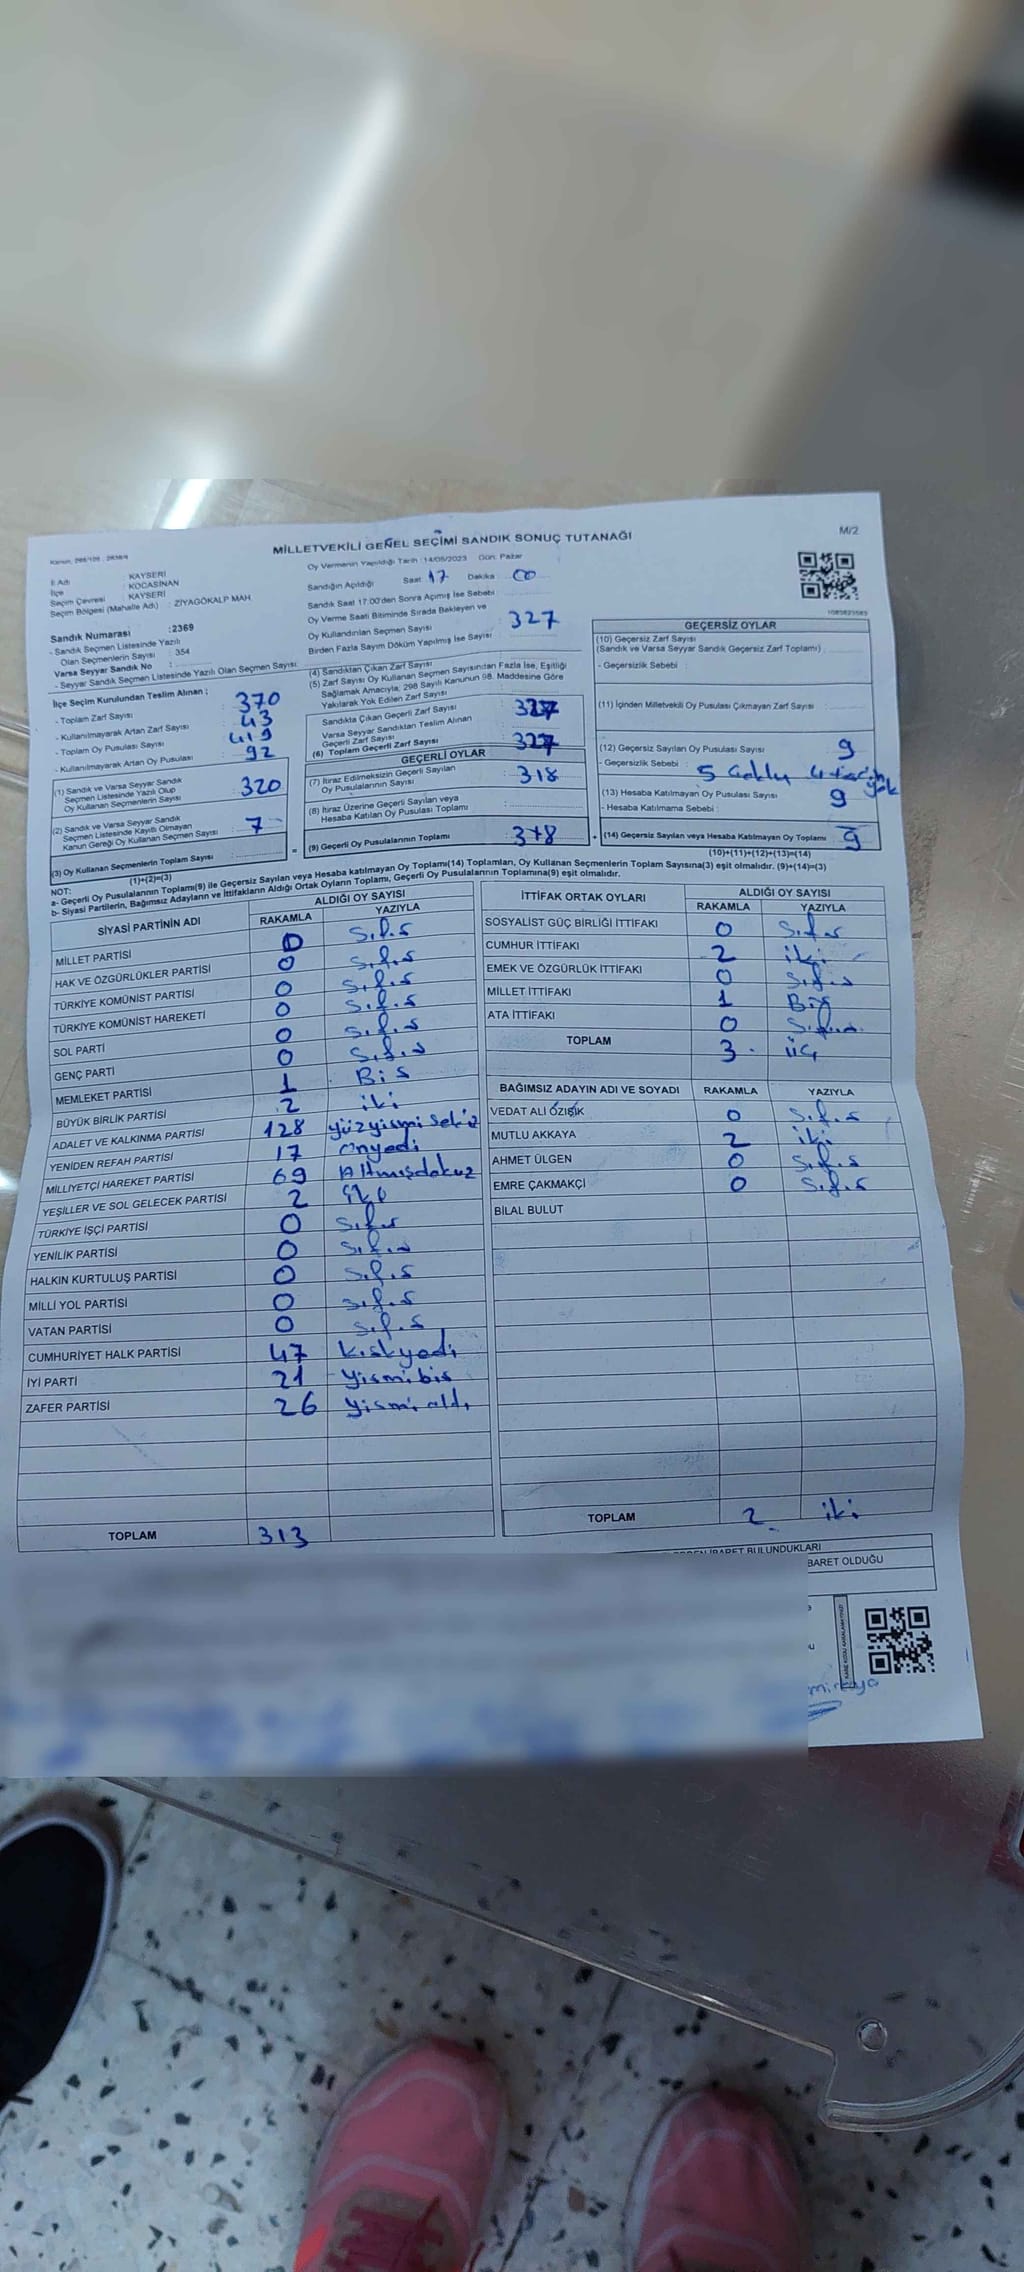 MİLLETVEKİLİ GENEL SEÇİMİ SANDIK SONUÇ TUTANAĞI
M/2
İl Adı KAYSERİ
İlçe KOCASİNAN
Seçim Çevresi KAYSERİ
Seçim Bölgesi (Mahalle Adı) : ZİYAGÖKALP MAH.
Sandık Numarası :2369
- Sandık Seçmen Listesinde Yazılı
Olan Seçmenlerin Sayısı : 354
Varsa Seyyar Sandık No :
- Seyyar Sandık Seçmen Listesinde Yazılı Olan Seçmen Sayısı:
Oy Vermenin Yapıldığı Tarih : 14/05/2023 Gün: Pazar
Sandığın Açıldığı Saat 17 Dakika 00
Sandık Saat 17:00'den Sonra Açımış İse Sebebi
Oy Verme Saati Bitiminde Sırada Bekleyen ve
Oy Kullandırılan Seçmen Sayısı 327
Birden Fazla Sayım Döküm Yapılmış İse Sayısı :
İlçe Seçim Kurulundan Teslim Alınan ;
- Toplam Zarf Sayısı 370
- Kullanılmayarak Artan Zarf Sayısı : 43
- Toplam Oy Pusulası Sayısı 419
- Kullanılmayarak Artan Oy Pusulası : 92
(1) Sandık ve Varsa Seyyar Sandık
Seçmen Listesinde Yazılı Olup
Oy Kullanan Seçmenlerin Sayısı 320
(2) Sandık ve Varsa Seyyar Sandık
Seçmen Listesinde Kayıtlı Olmayan
Kanun Gereği Oy Kullanan Seçmen Sayısı 7
(3) Oy Kullanan Seçmenlerin Toplam Sayısı
(1)+(2)=(3)
(4) Sandıktan Çıkan Zarf Sayısı
(5) Zarf Sayısı Oy Kullanan Seçmen Sayısından Fazla İse, Eşitliği
Sağlamak Amacıyla; 298 Sayılı Kanunun 98. Maddesine Göre
Yakılarak Yok Edilen Zarf Sayısı
Sandıkta Çıkan Geçerli Zarf Sayısı 327
Varsa Seyyar Sandıktan Teslim Alınan
Geçerli Zarf Sayısı
(6) Toplam Geçerli Zarf Sayısı 327
GEÇERLİ OYLAR
(7) İtiraz Edilmeksizin Geçerli Sayılan
Oy Pusulalarının Sayısı 318
(8) İtiraz Üzerine Geçerli Sayılan veya
Hesaba Katılan Oy Pusulası Toplamı
(9) Geçerli Oy Pusulalarının Toplamı 318
GEÇERSİZ OYLAR
(10) Geçersiz Zarf Sayısı
(Sandık ve Varsa Seyyar Sandık Geçersiz Zarf Toplamı)
- Geçersizlik Sebebi :
(11) İçinden Milletvekili Oy Pusulası Çıkmayan Zarf Sayısı
(12) Geçersiz Sayılan Oy Pusulası Sayısı 9
- Geçersizlik Sebebi : 5 yok
(13) Hesaba Katılmayan Oy Pusulası Sayısı 9
- Hesaba Katılmama Sebebi
(14) Geçersiz Sayılan veya Hesaba Katılmayan Oy Toplamı 9
(10)+(11)+(12)+(13)=(14)
NOT:
a- Geçerli Oy Pusulalarının Toplamı(9) ile Geçersiz Sayılan veya Hesaba katılmayan Oy Toplamı(14) Toplamları, Oy Kullanan Seçmenlerin Toplam Sayısına(3) eşit olmalıdır. (9)+(14)=(3)
b- Siyasi Partilerin, Bağımsız Adayların ve İttifakların Aldığı Ortak Oyların Toplamı, Geçerli Oy Pusulalarının Toplamına(9) eşit olmalıdır.
SİYASİ PARTİNİN ADI ALDIĞI OY SAYISI
RAKAMLA YAZIYLA
MİLLET PARTİSİ 0 Sıfır
HAK VE ÖZGÜRLÜKLER PARTİSİ 0 Sıfır
TÜRKİYE KOMÜNİST PARTİSİ 0 Sıfır
TÜRKİYE KOMÜNİST HAREKETİ 0 Sıfır
SOL PARTİ 0 Sıfır
GENÇ PARTİ 0 Sıfır
MEMLEKET PARTİSİ 1 Bir
BÜYÜK BİRLİK PARTİSİ 2 iki
ADALET VE KALKINMA PARTİSİ 128 yüzyirmi sekiz
YENİDEN REFAH PARTİSİ 17 onyedi
MİLLİYETÇİ HAREKET PARTİSİ 69 Altmışdokuz
YEŞİLLER VE SOL GELECEK PARTİSİ 2 iki
TÜRKİYE İŞÇİ PARTİSİ 0 Sıfır
YENİLİK PARTİSİ 0 Sıfır
HALKIN KURTULUŞ PARTİSİ 0 Sıfır
MİLLİ YOL PARTİSİ 0 Sıfır
VATAN PARTİSİ 0 Sıfır
CUMHURİYET HALK PARTİSİ 47 kırkyedi
İYİ PARTİ 21 yirmibir
ZAFER PARTİSİ 26 yirmialtı
TOPLAM 313
İTTİFAK ORTAK OYLARI ALDIĞI OY SAYISI
RAKAMLA YAZIYLA
SOSYALİST GÜÇ BİRLİĞİ İTTİFAKI 0 Sıfır
CUMHUR İTTİFAKI 2 iki
EMEK VE ÖZGÜRLÜK İTTİFAKI 0 Sıfır
MİLLET İTTİFAKI 1 Bir
ATA İTTİFAKI 0 Sıfır
TOPLAM 3 üç
BAĞIMSIZ ADAYIN ADI VE SOYADI RAKAMLA YAZIYLA
VEDAT ALİ ÖZIŞIK 0 Sıfır
MUTLU AKKAYA 2 iki
AHMET ÜLGEN 0 Sıfır
EMRE ÇAKMAKÇİ 0 Sıfır
BİLAL BULUT
TOPLAM 2 iki
BULUNDUKLARI
BARET OLDUĞU